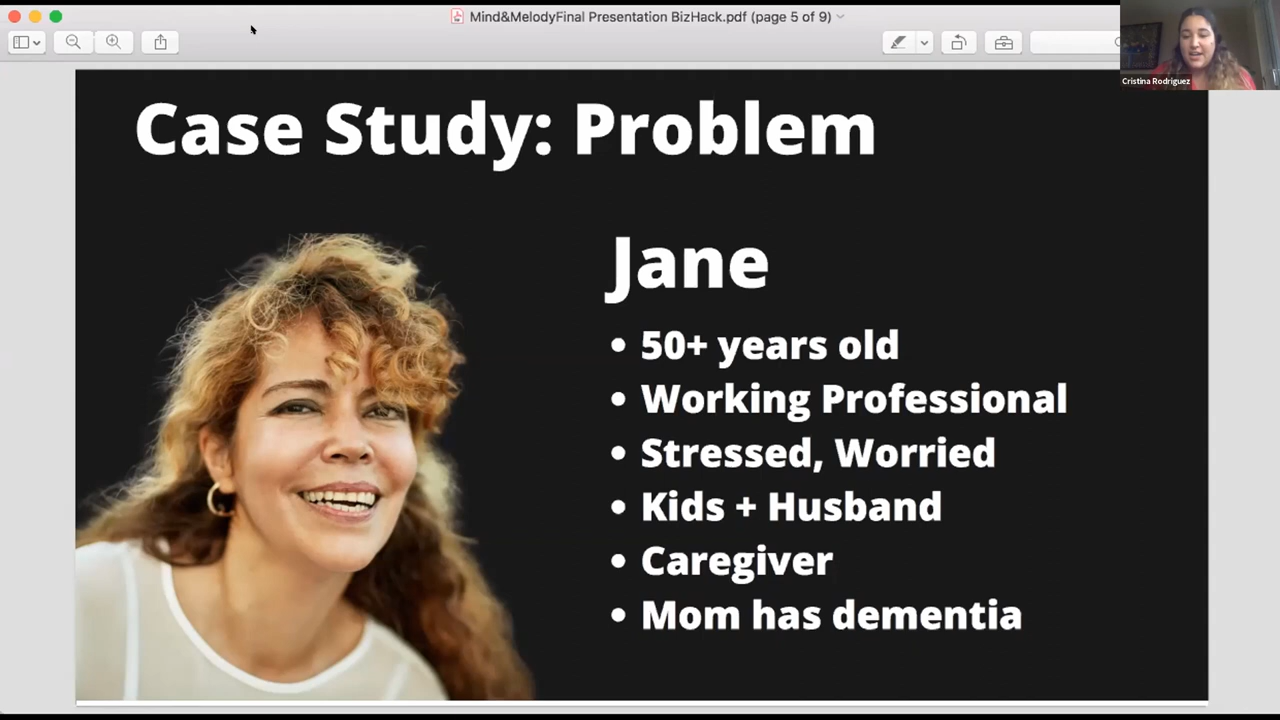 Mind&MelodyFinal Presentation BizHack.pdf (page 5 of 9)
Cristina Rodriguez
Case Study: Problem
Jane
• 50+ years old
• Working Professional
• Stressed, Worried
• Kids + Husband
• Caregiver
• Mom has dementia